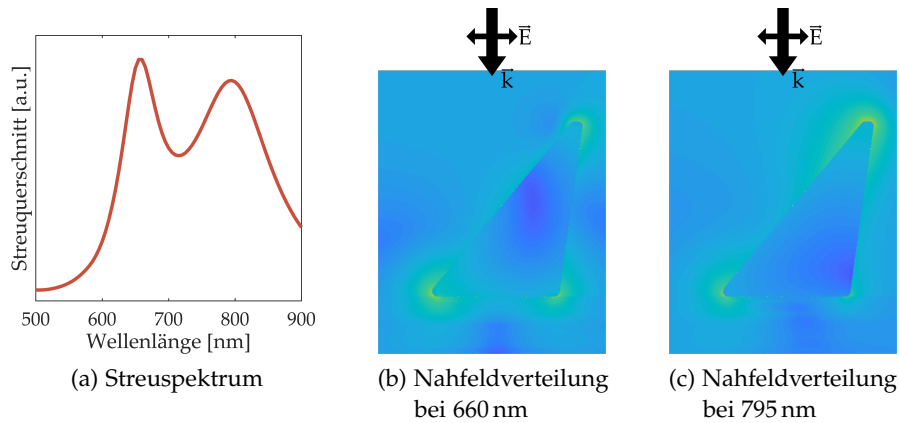 Streuquerschnitt [a.u.]
500 600 700 800 900
Wellenlänge [nm]
(a) Streuspektrum
E⃗
k⃗
(b) Nahfeldverteilung
bei 660 nm
E⃗
k⃗
(c) Nahfeldverteilung
bei 795 nm